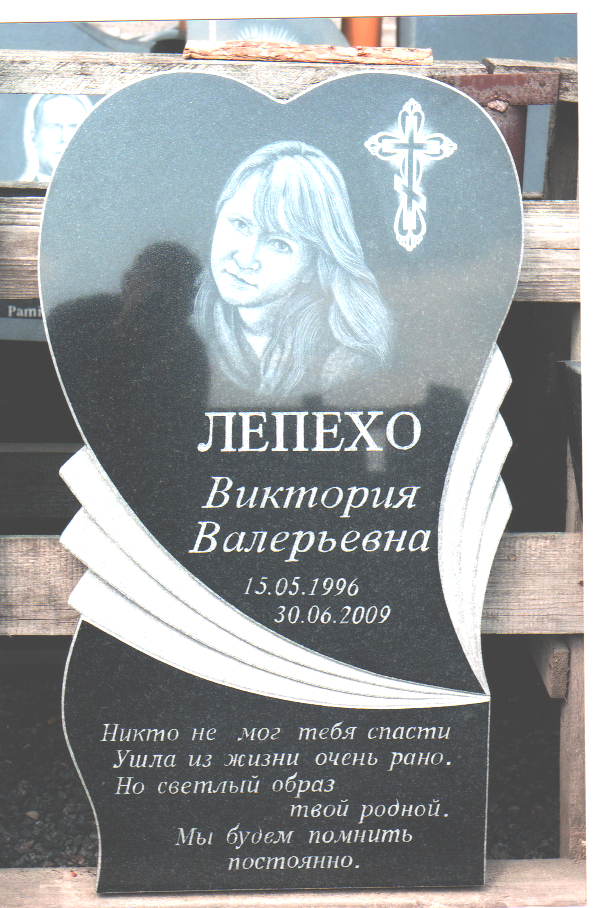 Pami
ЛЕПЕХО
Виктория
Валерьевна
15.05.1996
30.06.2009
Никто не мог тебя спасти
Ушла из жизни очень рано.
Но светлый образ
твой родной.
Мы будем помнить
постоянно.